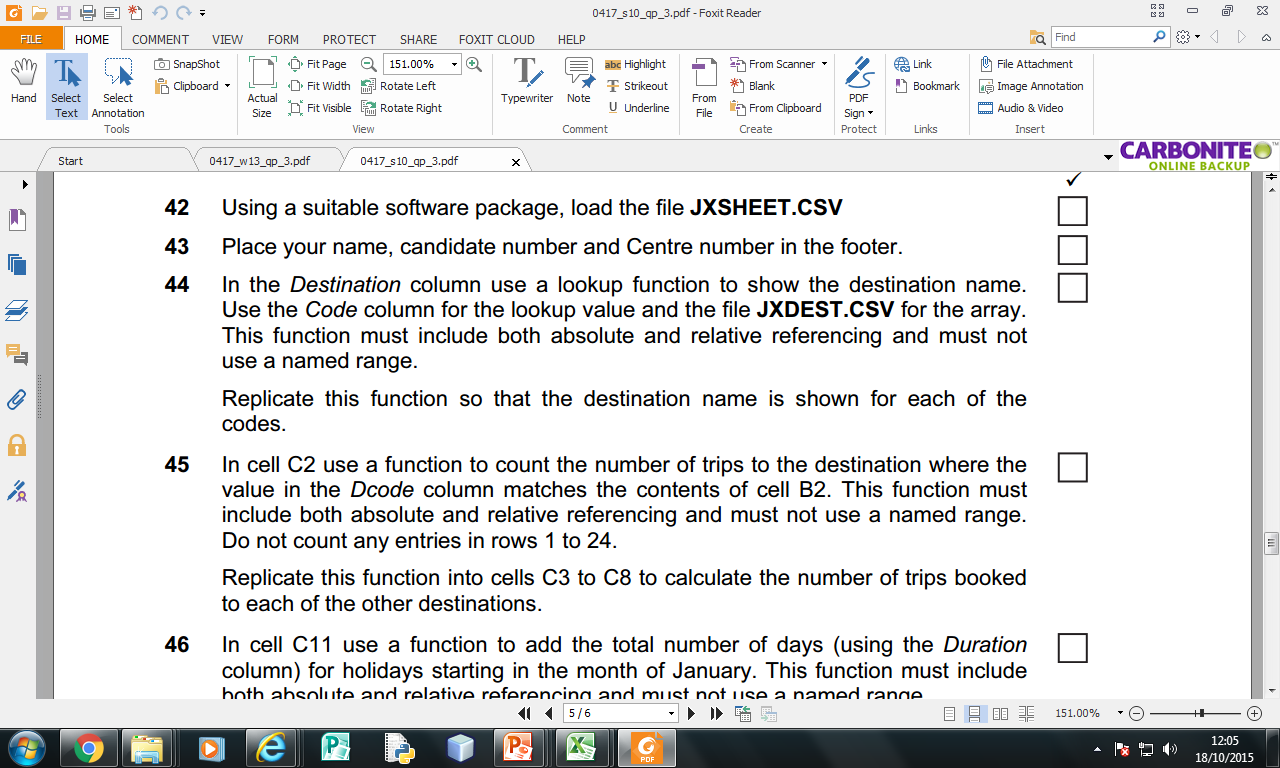 0417_s10_qp_3.pdf - Foxit Reader
FILE HOME COMMENT VIEW FORM PROTECT SHARE FOXIT CLOUD HELP Find
Hand
Select Text
SnapShot
Clipboard
Select Annotation
Tools
Actual Size
Fit Page
Fit Width
Fit Visible
151.00%
Rotate Left
Rotate Right
View
Typewriter
Note
abc Highlight
Strikeout
U Underline
Comment
From File
From Scanner
Blank
From Clipboard
Create
PDF Sign
Protect
Link
Bookmark
Links
File Attachment
Image Annotation
Audio & Video
Insert
Start 0417_w13_qp_3.pdf 0417_s10_qp_3.pdf
CARBONITE
ONLINE BACKUP
✓
42 Using a suitable software package, load the file JXSHEET.CSV
43 Place your name, candidate number and Centre number in the footer.
44 In the Destination column use a lookup function to show the destination name.
Use the Code column for the lookup value and the file JXDEST.CSV for the array.
This function must include both absolute and relative referencing and must not
use a named range.
Replicate this function so that the destination name is shown for each of the
codes.
45 In cell C2 use a function to count the number of trips to the destination where the
value in the Dcode column matches the contents of cell B2. This function must
include both absolute and relative referencing and must not use a named range.
Do not count any entries in rows 1 to 24.
Replicate this function into cells C3 to C8 to calculate the number of trips booked
to each of the other destinations.
46 In cell C11 use a function to add the total number of days (using the Duration
column) for holidays starting in the month of January. This function must include
both absolute and relative referencing and must not use a named range.
5 / 6
151.00%
PDF
12:05
18/10/2015